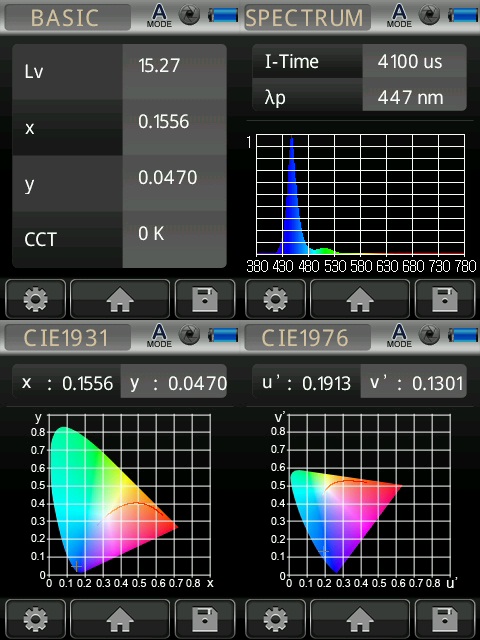 BASIC
A
MODE
Lv 15.27
x 0.1556
y 0.0470
CCT 0 K
SPECTRUM
A
MODE
I-Time 4100 us
λp 447 nm
1
380 430 480 530 580 630 680 730 780
CIE1931
A
MODE
x : 0.1556 y : 0.0470
y
0.8
0.7
0.6
0.5
0.4
0.3
0.2
0.1
0
0 0.1 0.2 0.3 0.4 0.5 0.6 0.7 0.8 x
CIE1976
A
MODE
u' : 0.1913 v' : 0.1301
v'
0.8
0.7
0.6
0.5
0.4
0.3
0.2
0.1
0
0 0.1 0.2 0.3 0.4 0.5 0.6 0.7 0.8 u'